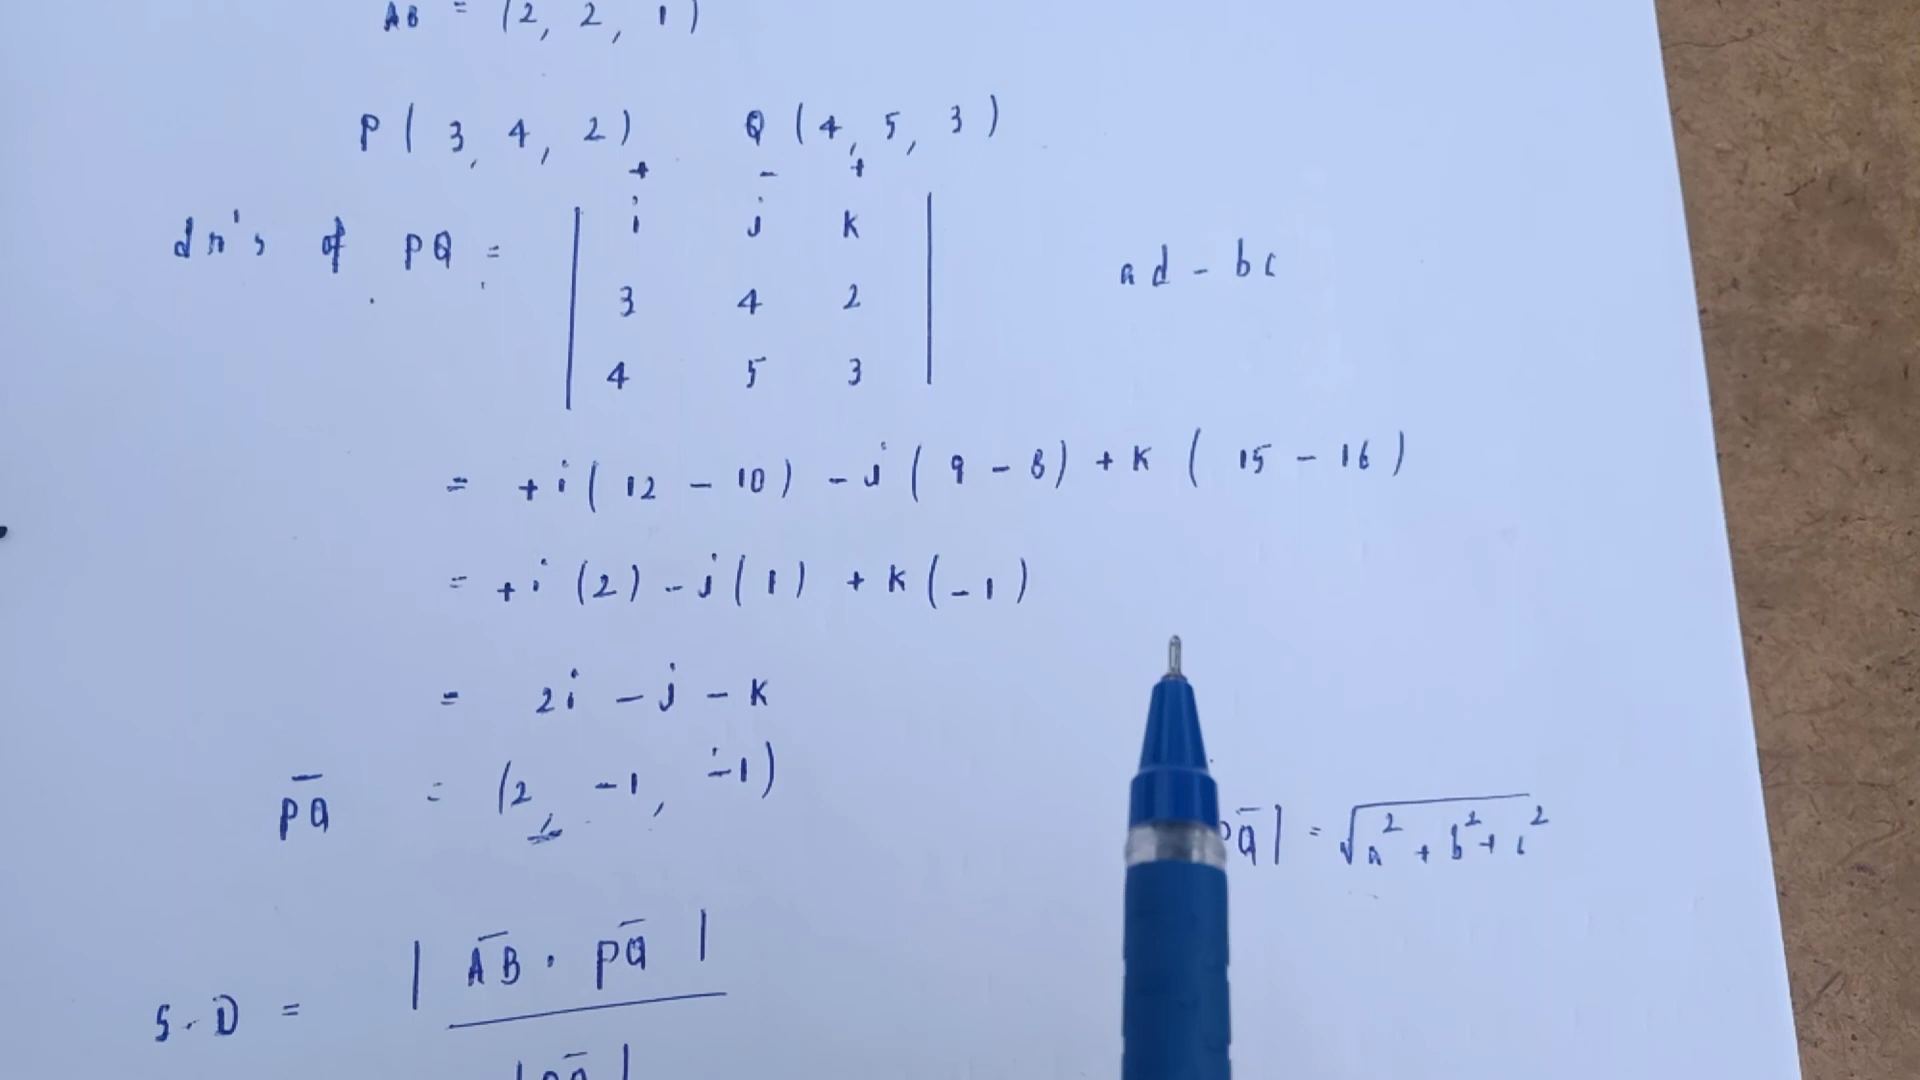 AB = (2, 2, 1)
P ( 3, 4, 2) Q (4, 5, 3)
+ - +
dr's of PQ = | i j k | ad - bc
3 4 2
4 5 3
= +i ( 12 - 10) - j ( 9 - 8) + k ( 15 - 16 )
= +i (2) - j (1) + k (-1)
= 2i - j - k
PQ = (2, -1, -1)
PQ| = √a² + b² + c²
S.D = | AB . PQ |
| PQ |